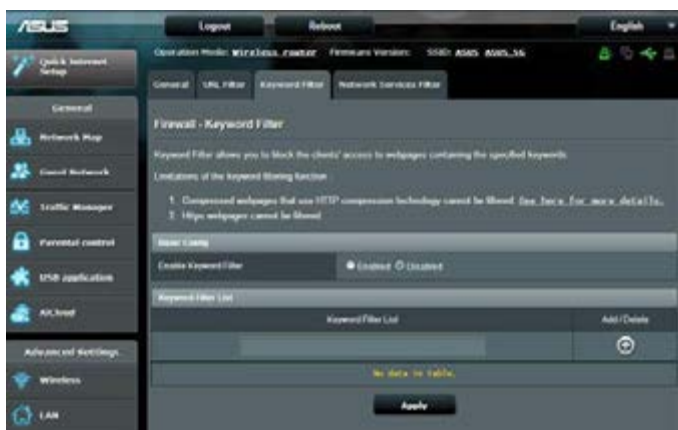 ASUS
Logout
Reboot
English
Quick Internet Setup
Operation Mode: Wireless router Firmware Version: SSID: ASUS ASUS_5G
General
URL Filter
Keyword Filter
Network Services Filter
General
Network Map
Guest Network
Traffic Manager
Parental control
USB application
AiCloud
Advanced Settings
Wireless
LAN
Firewall - Keyword Filter
Keyword Filter allows you to block the clients' access to webpages containing the specified keywords
Limitations of the keyword filtering function
1. Compressed webpages that use HTTP compression technology cannot be filtered. See here for more details.
2. Https webpages cannot be filtered
Basic Config
Enable Keyword Filter
Enabled Disabled
Keyword Filter List
Keyword Filter List
Add / Delete
No data in table.
Apply